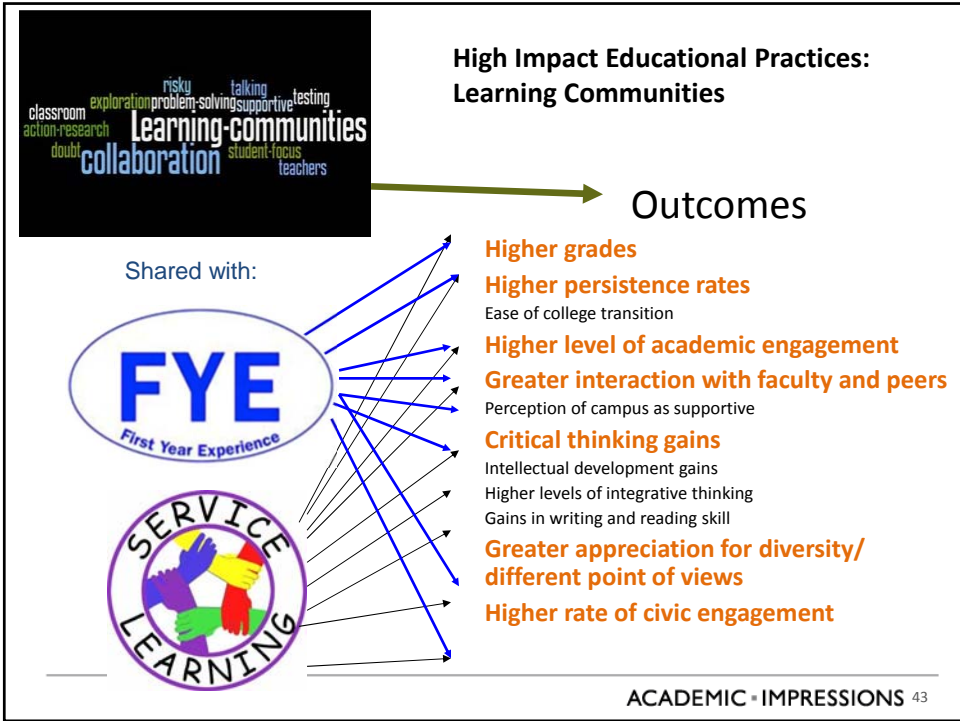 High Impact Educational Practices:
Learning Communities
risky
talking
exploration problem-solving supportive testing
classroom
action-research Learning-communities
doubt collaboration student-focus
teachers
Outcomes
Shared with:
Higher grades
Higher persistence rates
Ease of college transition
Higher level of academic engagement
Greater interaction with faculty and peers
Perception of campus as supportive
Critical thinking gains
Intellectual development gains
Higher levels of integrative thinking
Gains in writing and reading skill
Greater appreciation for diversity/
different point of views
Higher rate of civic engagement
FYE
First Year Experience
SERVICE
LEARNING
ACADEMIC IMPRESSIONS 43